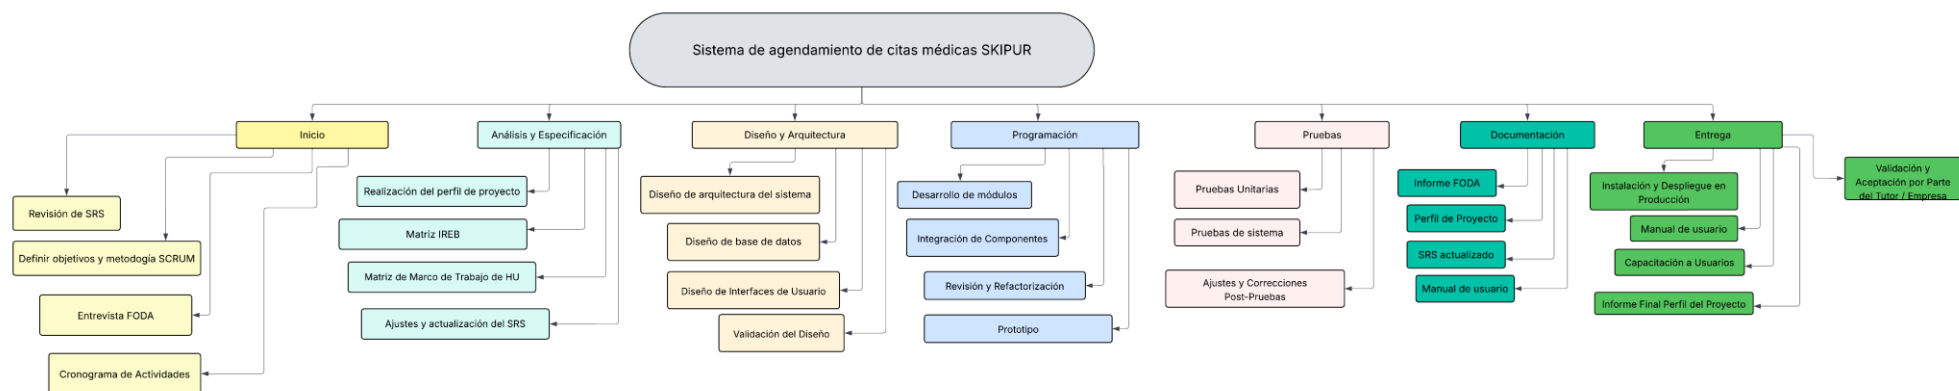 Sistema de agendamiento de citas médicas SKIPUR
Inicio
Revisión de SRS
Definir objetivos y metodogía SCRUM
Entrevista FODA
Cronograma de Actividades
Análisis y Especificación
Realización del perfil de proyecto
Matriz IREB
Matriz de Marco de Trabajo de HU
Ajustes y actualización del SRS
Diseño y Arquitectura
Diseño de arquitectura del sistema
Diseño de base de datos
Diseño de Interfaces de Usuario
Validación del Diseño
Programación
Desarrollo de módulos
Integración de Componentes
Revisión y Refactorización
Prototipo
Pruebas
Pruebas Unitarias
Pruebas de sistema
Ajustes y Correcciones
Post-Pruebas
Documentación
Informe FODA
Perfil de Proyecto
SRS actualizado
Manual de usuario
Entrega
Instalación y Despliegue en
Producción
Manual de usuario
Capacitación a Usuarios
Informe Final Perfil del Proyecto
Validación y
Aceptación por Parte
del Tutor / Empresa